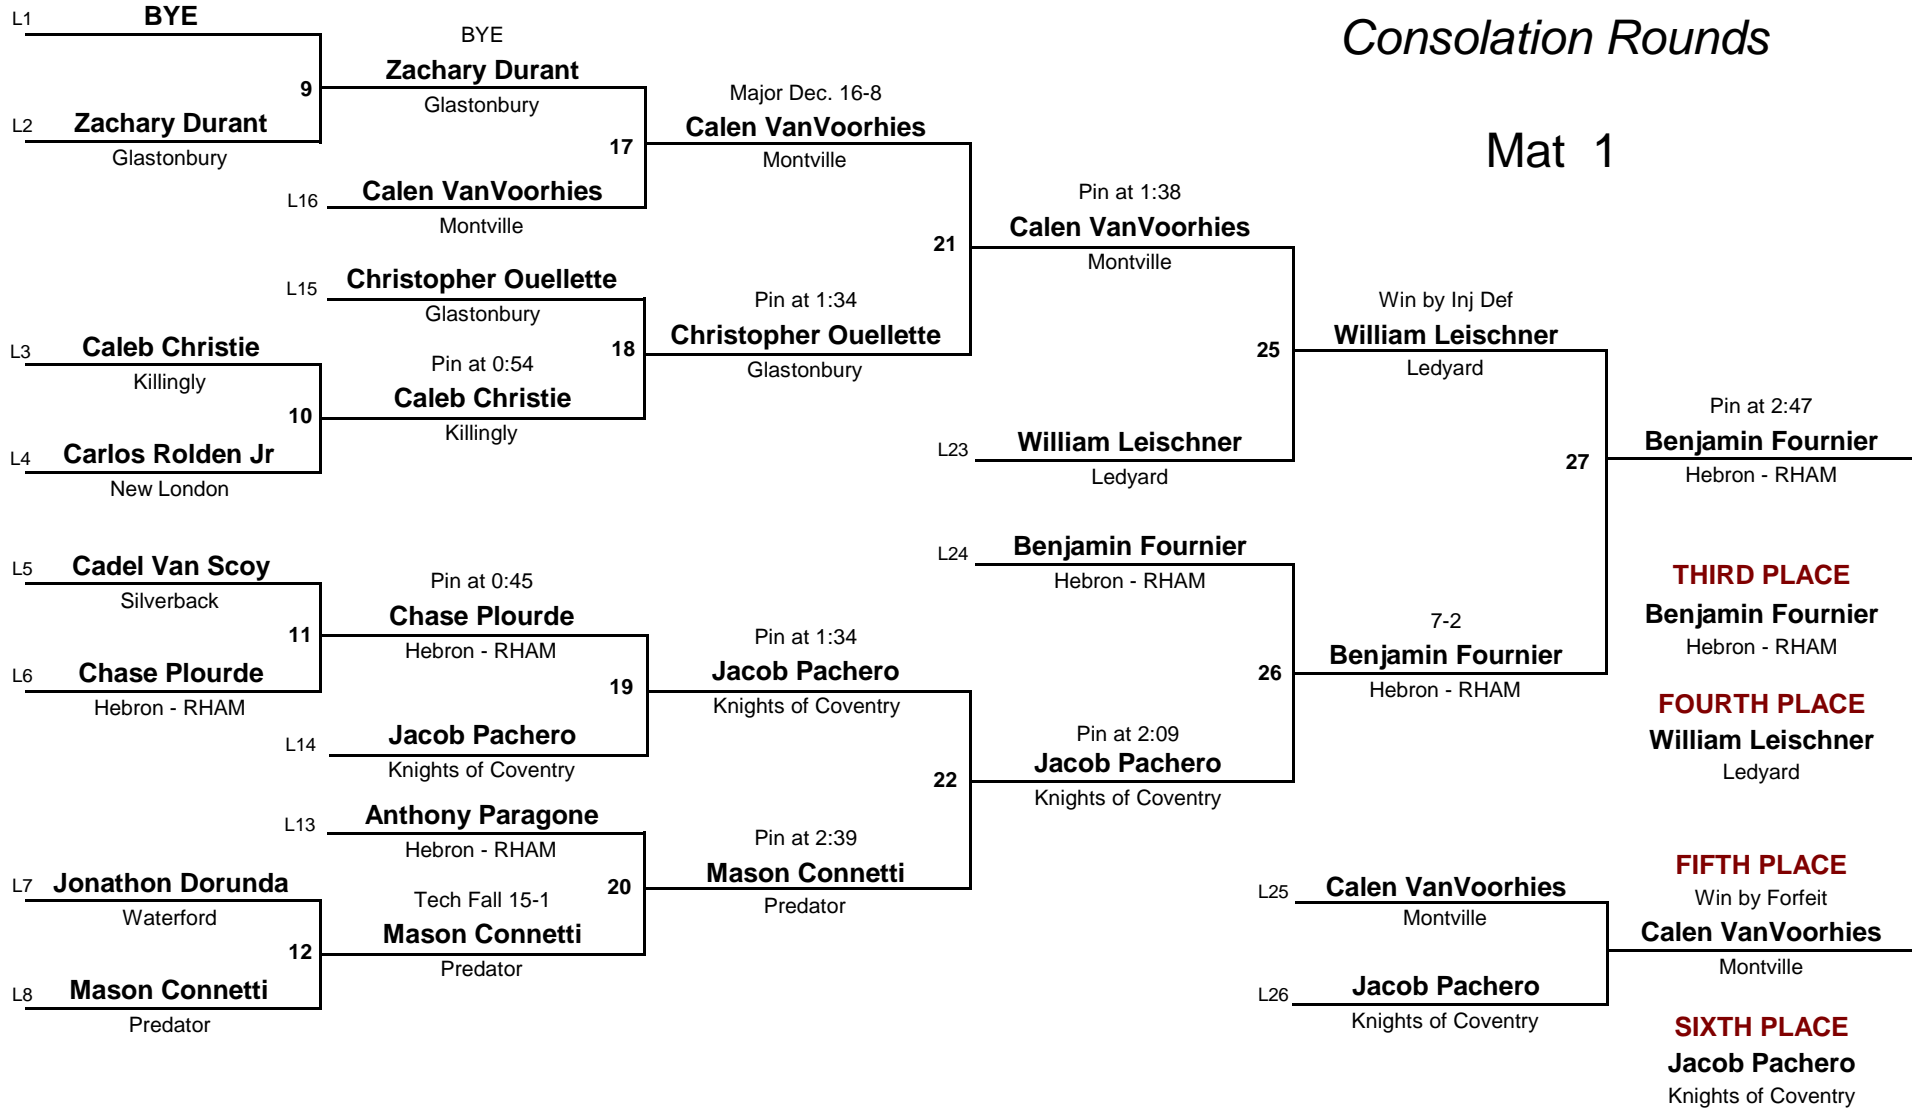 Consolation Rounds
Mat 1
L1
BYE
L2
Zachary Durant
Glastonbury
9
BYE
Zachary Durant
Glastonbury
L16
Calen VanVoorhies
Montville
17
Major Dec. 16-8
Calen VanVoorhies
Montville
L15
Christopher Ouellette
Glastonbury
L3
Caleb Christie
Killingly
L4
Carlos Rolden Jr
New London
10
Pin at 0:54
Caleb Christie
Killingly
18
Pin at 1:34
Christopher Ouellette
Glastonbury
21
Pin at 1:38
Calen VanVoorhies
Montville
L23
William Leischner
Ledyard
25
Win by Inj Def
William Leischner
Ledyard
L5
Cadel Van Scoy
Silverback
L6
Chase Plourde
Hebron - RHAM
11
Pin at 0:45
Chase Plourde
Hebron - RHAM
L14
Jacob Pachero
Knights of Coventry
19
Pin at 1:34
Jacob Pachero
Knights of Coventry
L13
Anthony Paragone
Hebron - RHAM
L7
Jonathon Dorunda
Waterford
L8
Mason Connetti
Predator
12
Tech Fall 15-1
Mason Connetti
Predator
20
Pin at 2:39
Mason Connetti
Predator
22
L24
Benjamin Fournier
Hebron - RHAM
Pin at 2:09
Jacob Pachero
Knights of Coventry
26
7-2
Benjamin Fournier
Hebron - RHAM
27
Pin at 2:47
Benjamin Fournier
Hebron - RHAM
THIRD PLACE
Benjamin Fournier
Hebron - RHAM
FOURTH PLACE
William Leischner
Ledyard
L25
Calen VanVoorhies
Montville
L26
Jacob Pachero
Knights of Coventry
FIFTH PLACE
Win by Forfeit
Calen VanVoorhies
Montville
SIXTH PLACE
Jacob Pachero
Knights of Coventry